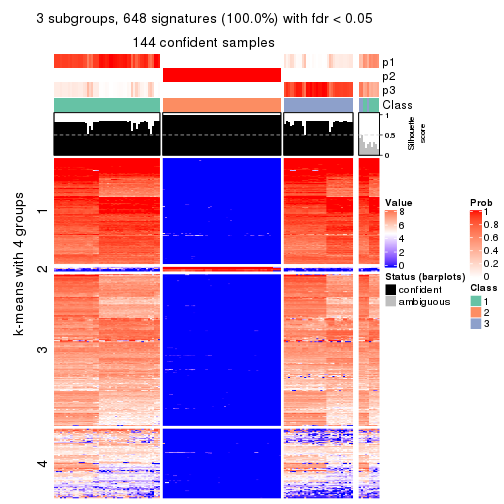 3 subgroups, 648 signatures (100.0%) with fdr < 0.05
144 confident samples
p1
p2
p3
Class
1
0.5
0
Silhouette
score
k-means with 4 groups
1
2
3
4
Value
8
6
4
2
0
Status (barplots)
confident
ambiguous
Prob
1
0.8
0.6
0.4
0.2
0
Class
1
2
3